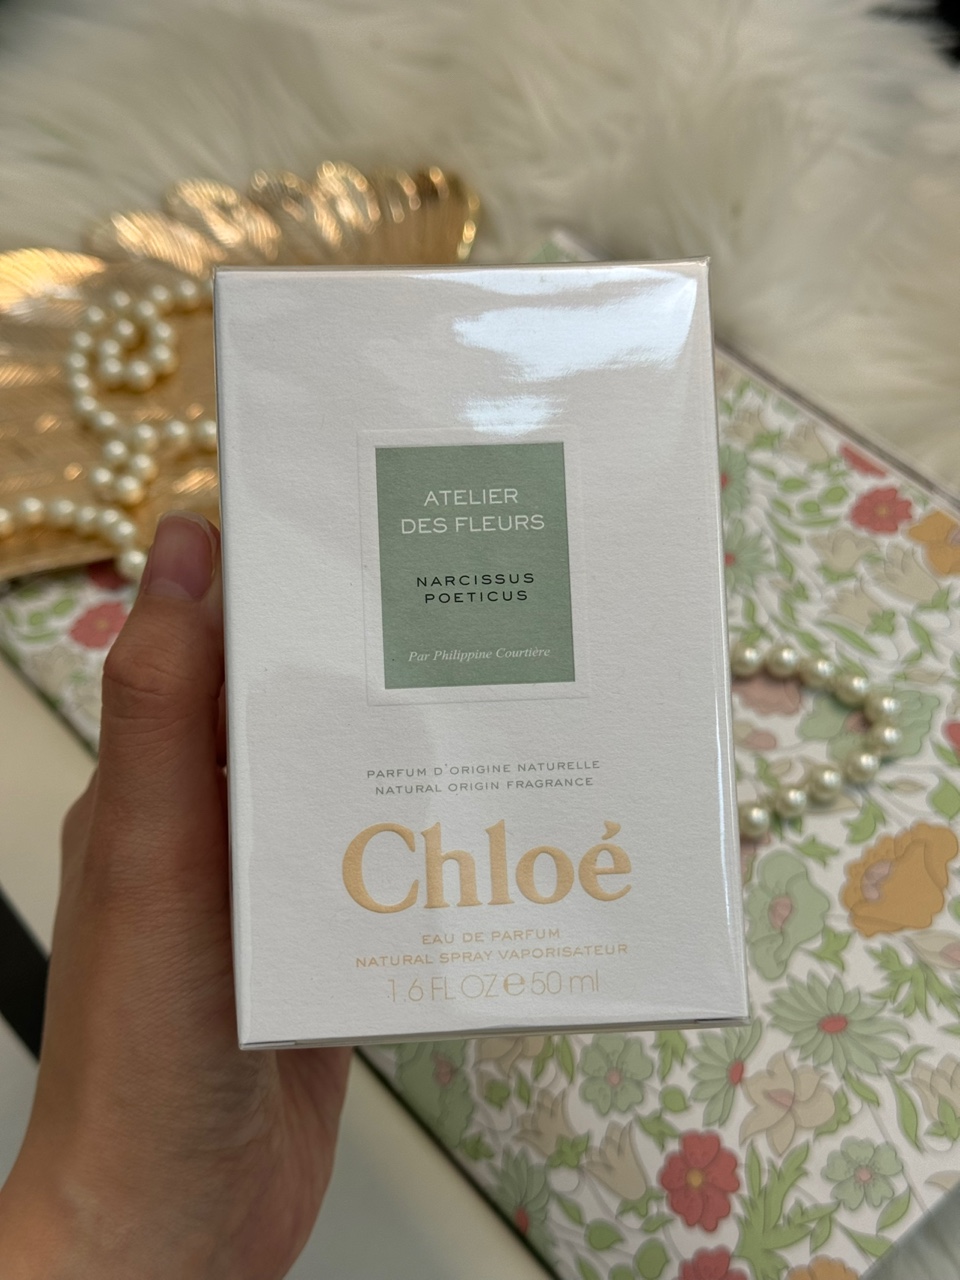 ATELIER
DES FLEURS
NARCISSUS
POETICUS
Par Philippine Courtière
PARFUM D'ORIGINE NATURELLE
NATURAL ORIGIN FRAGRANCE
Chloé
EAU DE PARFUM
NATURAL SPRAY VAPORISATEUR
1.6 FL OZ e 50 ml